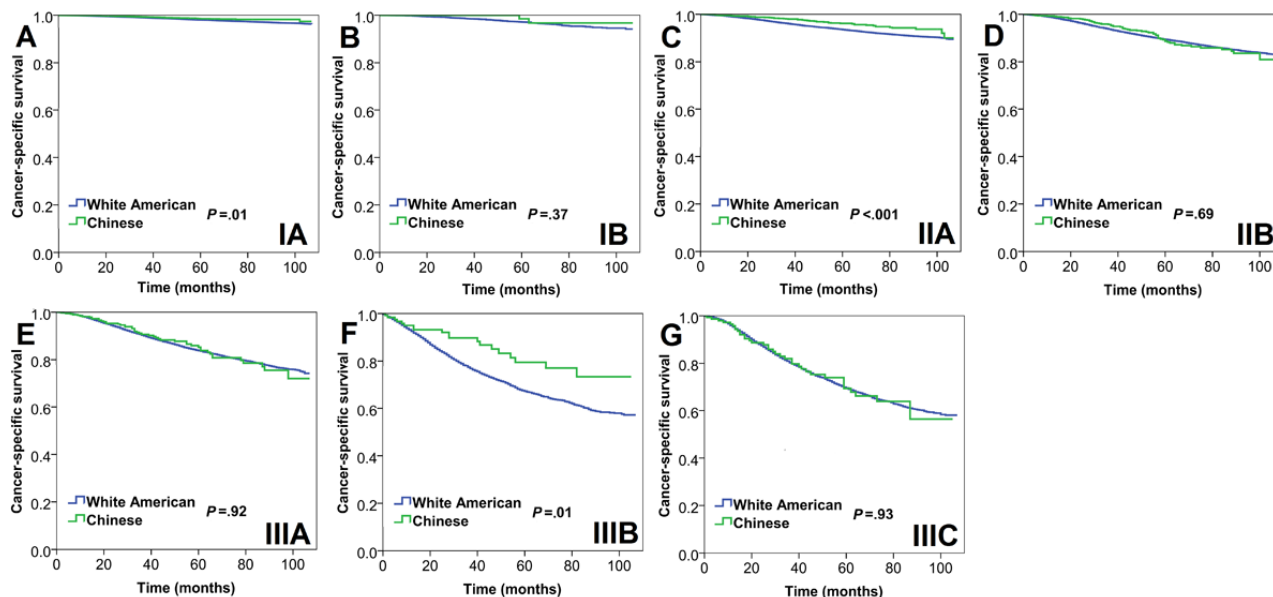 A
Cancer-specific survival
1.0
0.8
0.6
0.4
0.2
0.0
White American
Chinese
P=.01
IA
0 20 40 60 80 100
Time (months)
B
Cancer-specific survival
1.0
0.8
0.6
0.4
0.2
0.0
White American
Chinese
P=.37
IB
0 20 40 60 80 100
Time (months)
C
Cancer-specific survival
1.0
0.8
0.6
0.4
0.2
0.0
White American
Chinese
P<.001
IIA
0 20 40 60 80 100
Time (months)
D
Cancer-specific survival
1.0
0.8
0.6
0.4
0.2
0.0
White American
Chinese
P=.69
IIB
0 20 40 60 80 100
Time (months)
E
Cancer-specific survival
1.0
0.8
0.6
0.4
0.2
0.0
White American
Chinese
P=.92
IIIA
0 20 40 60 80 100
Time (months)
F
Cancer-specific survival
1.0
0.8
0.6
0.4
0.2
0.0
White American
Chinese
P=.01
IIIB
0 20 40 60 80 100
Time (months)
G
Cancer-specific survival
1.0
0.8
0.6
0.4
0.2
0.0
White American
Chinese
P=.93
IIIC
0 20 40 60 80 100
Time (months)